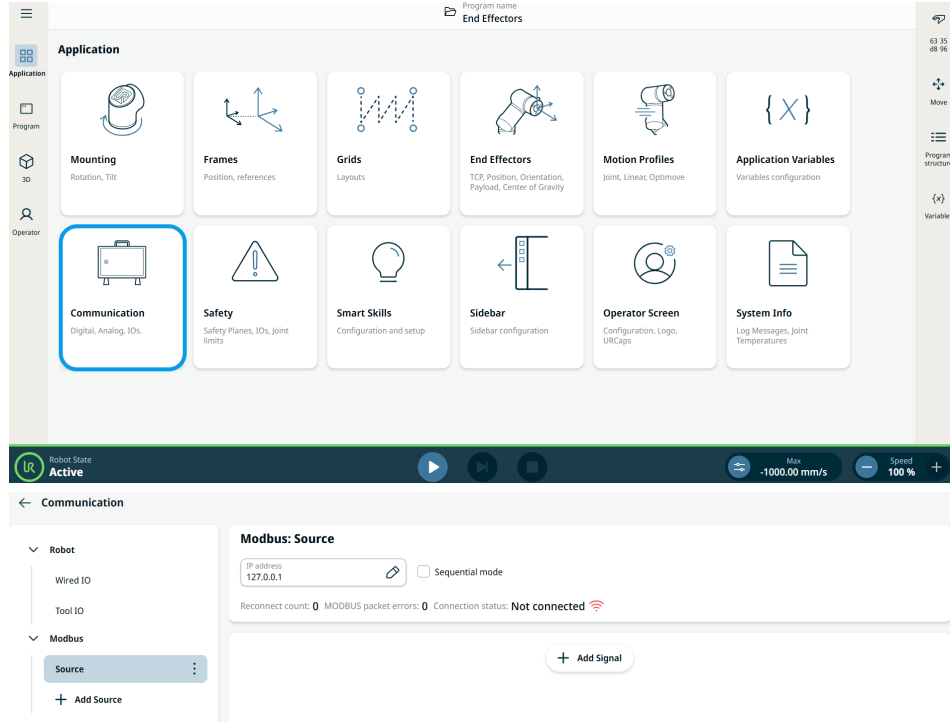 Program name
End Effectors
Application
Program
3D
Operator
Application
Mounting
Rotation, Tilt
Frames
Position, references
Grids
Layouts
End Effectors
TCP, Position, Orientation,
Payload, Center of Gravity
Motion Profiles
Joint, Linear, Optimove
Application Variables
Variables configuration
Communication
Digital, Analog, IOs.
Safety
Safety Planes, IOs, Joint
limits
Smart Skills
Configuration and setup
Sidebar
Sidebar configuration
Operator Screen
Configuration, Logo,
URCaps
System Info
Log Messages, Joint
Temperatures
63 35
d8 96
Move
Program
structure
Variable
Robot State
Active
Max
-1000.00 mm/s
Speed
100 %
Communication
Robot
Wired IO
Tool IO
Modbus
Source
Add Source
Modbus: Source
IP address
127.0.0.1
Sequential mode
Reconnect count: 0 MODBUS packet errors: 0 Connection status: Not connected
Add Signal